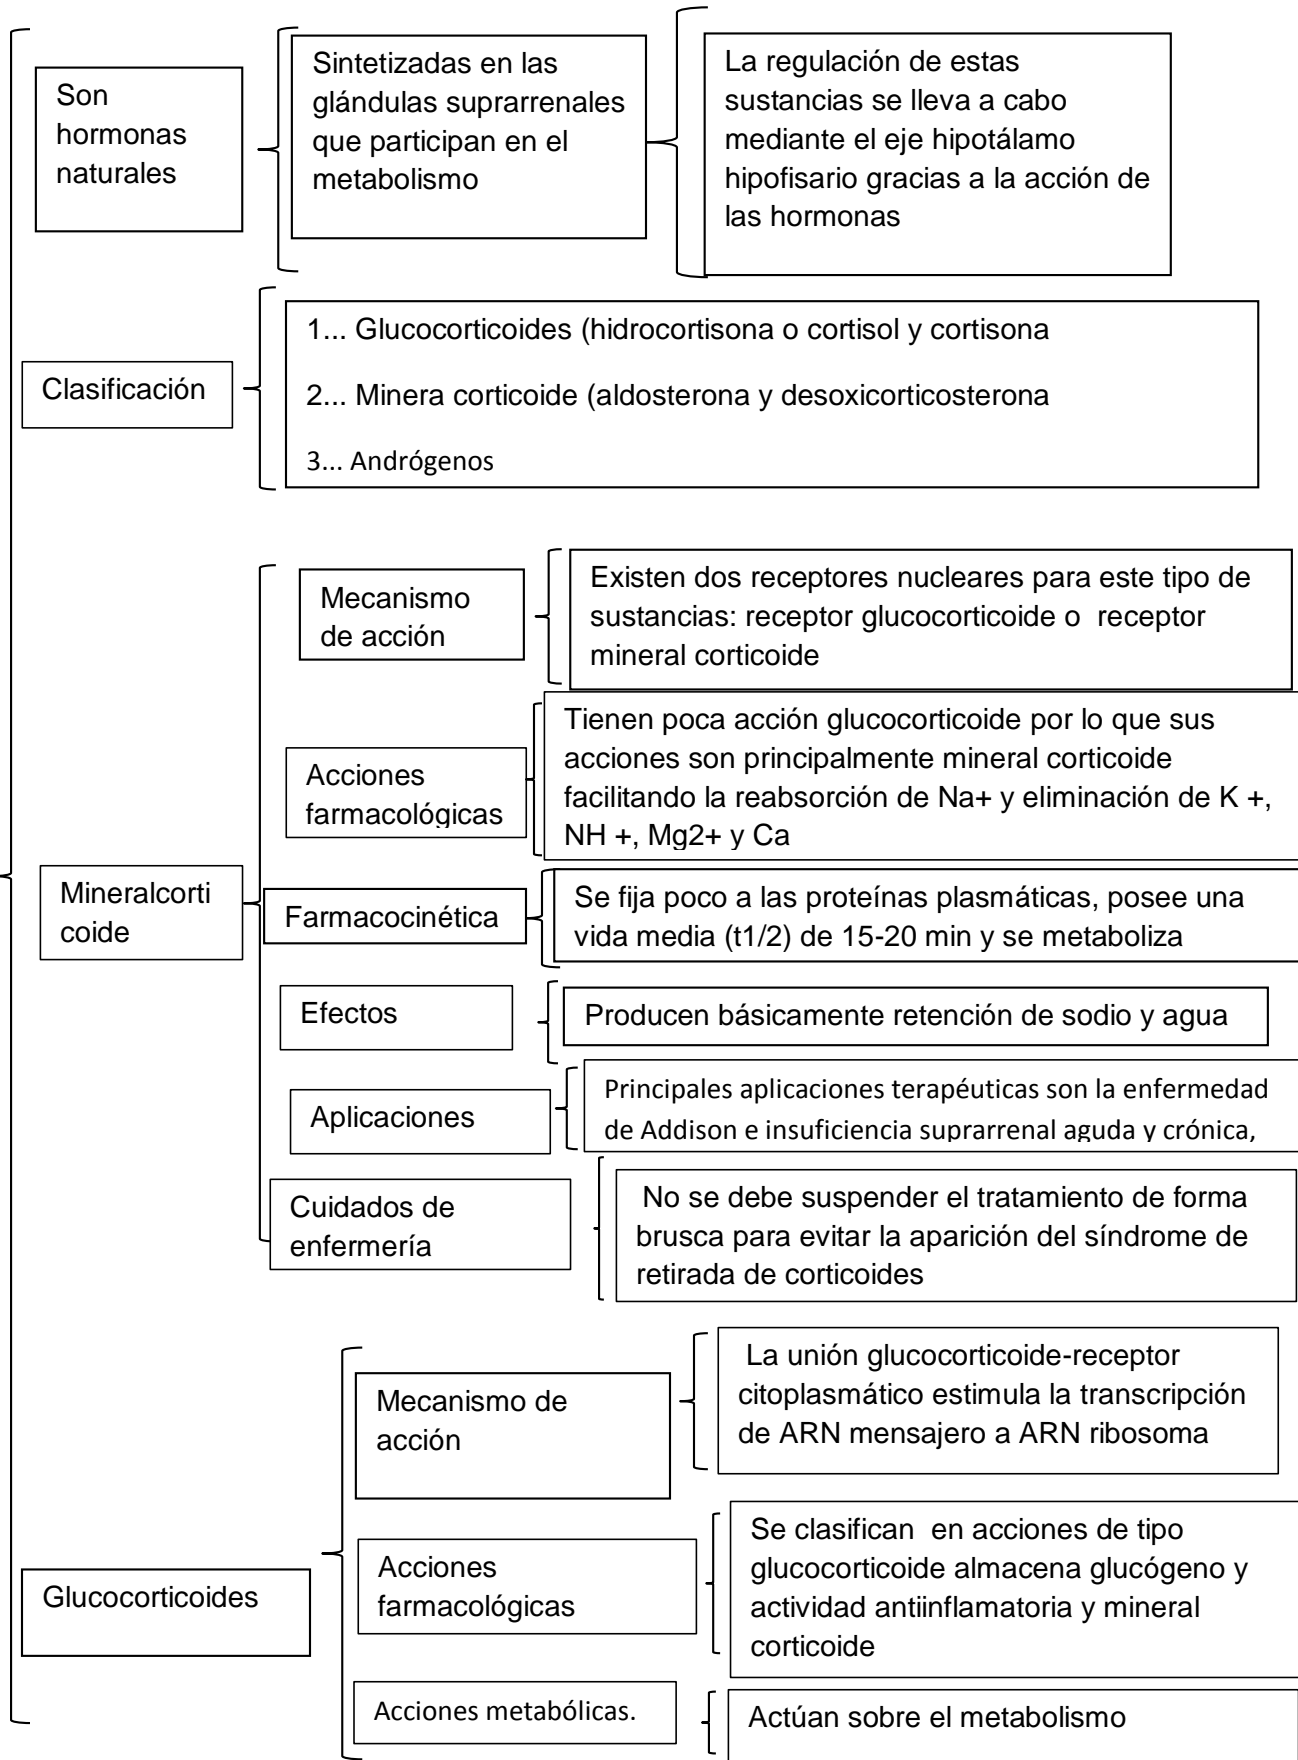 Son
hormonas
naturales
Sintetizadas en las
glándulas suprarrenales
que participan en el
metabolismo
La regulación de estas
sustancias se lleva a cabo
mediante el eje hipotálamo
hipofisario gracias a la acción de
las hormonas
Clasificación
1... Glucocorticoides (hidrocortisona o cortisol y cortisona
2... Minera corticoide (aldosterona y desoxicorticosterona
3... Andrógenos
Mineralcorti
coide
Mecanismo
de acción
Existen dos receptores nucleares para este tipo de
sustancias: receptor glucocorticoide o receptor
mineral corticoide
Acciones
farmacológicas
Tienen poca acción glucocorticoide por lo que sus
acciones son principalmente mineral corticoide
facilitando la reabsorción de Na+ y eliminación de K +,
NH +, Mg2+ y Ca
Farmacocinética
Se fija poco a las proteínas plasmáticas, posee una
vida media (t1/2) de 15-20 min y se metaboliza
Efectos
Producen básicamente retención de sodio y agua
Aplicaciones
Principales aplicaciones terapéuticas son la enfermedad
de Addison e insuficiencia suprarrenal aguda y crónica,
Cuidados de
enfermería
No se debe suspender el tratamiento de forma
brusca para evitar la aparición del síndrome de
retirada de corticoides
Glucocorticoides
Mecanismo de
acción
La unión glucocorticoide-receptor
citoplasmático estimula la transcripción
de ARN mensajero a ARN ribosoma
Acciones
farmacológicas
Se clasifican en acciones de tipo
glucocorticoide almacena glucógeno y
actividad antiinflamatoria y mineral
corticoide
Acciones metabólicas.
Actúan sobre el metabolismo